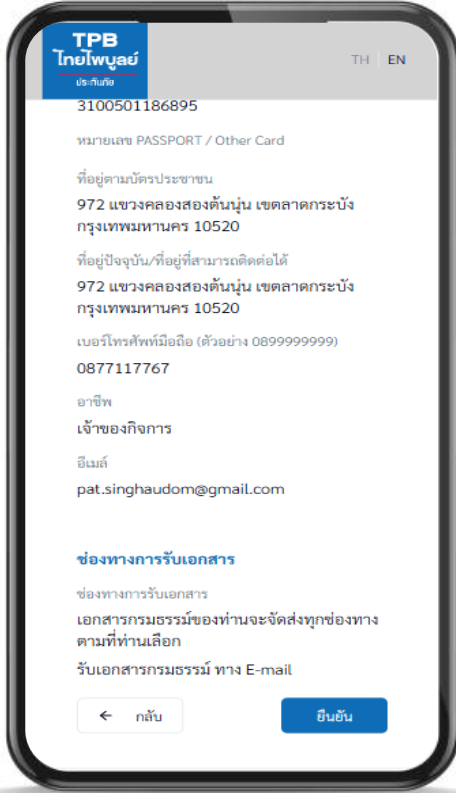 TPB
ไทยไพบูลย์
ประกันภัย
TH EN
3100501186895
หมายเลข PASSPORT / Other Card
ที่อยู่ตามบัตรประชาชน
972 แขวงคลองสองต้นนุ่น เขตลาดกระบัง
กรุงเทพมหานคร 10520
ที่อยู่ปัจจุบัน/ที่อยู่ที่สามารถติดต่อได้
972 แขวงคลองสองต้นนุ่น เขตลาดกระบัง
กรุงเทพมหานคร 10520
เบอร์โทรศัพท์มือถือ (ตัวอย่าง 0899999999)
0877117767
อาชีพ
เจ้าของกิจการ
อีเมล์
pat.singhaudom@gmail.com
ช่องทางการรับเอกสาร
ช่องทางการรับเอกสาร
เอกสารกรมธรรม์ของท่านจะจัดส่งทุกช่องทาง
ตามที่ท่านเลือก
รับเอกสารกรมธรรม์ ทาง E-mail
← กลับ
ยืนยัน